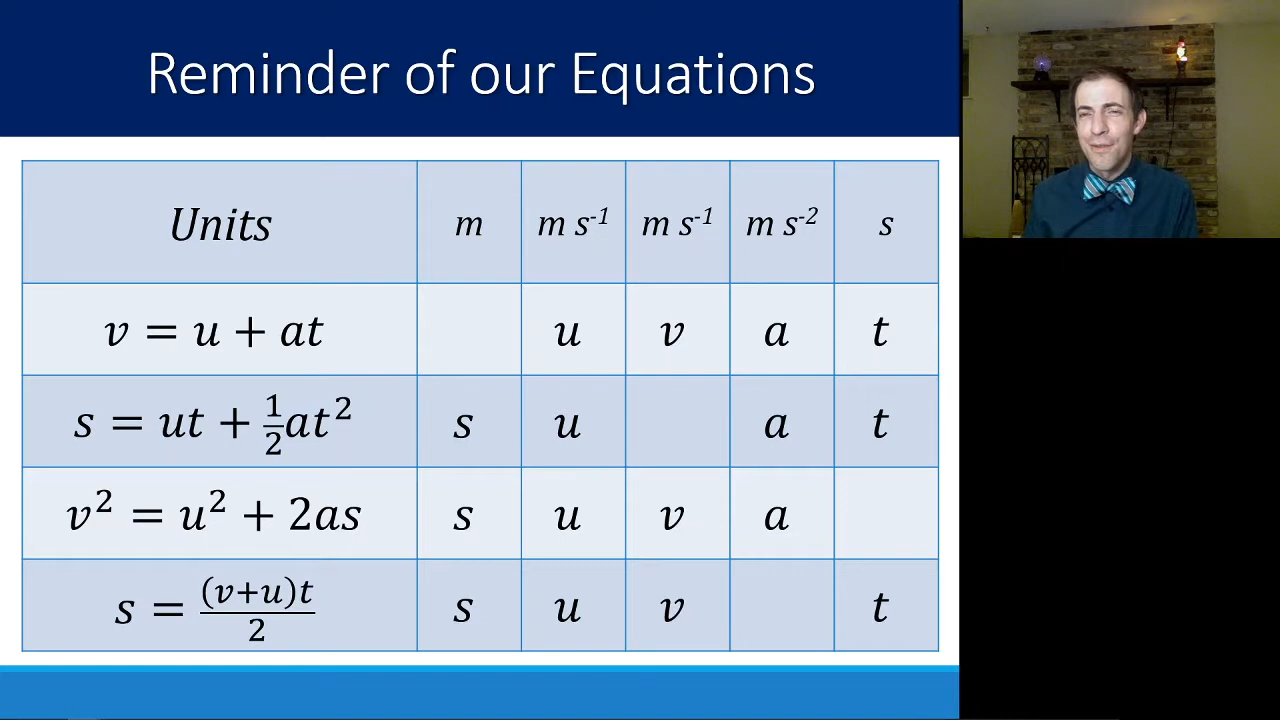 Reminder of our Equations
Units m m s⁻¹ m s⁻¹ m s⁻² s
v = u + at u v a t
s = ut + ½at² s u a t
v² = u² + 2as s u v a
s = (v+u)t/2 s u v t